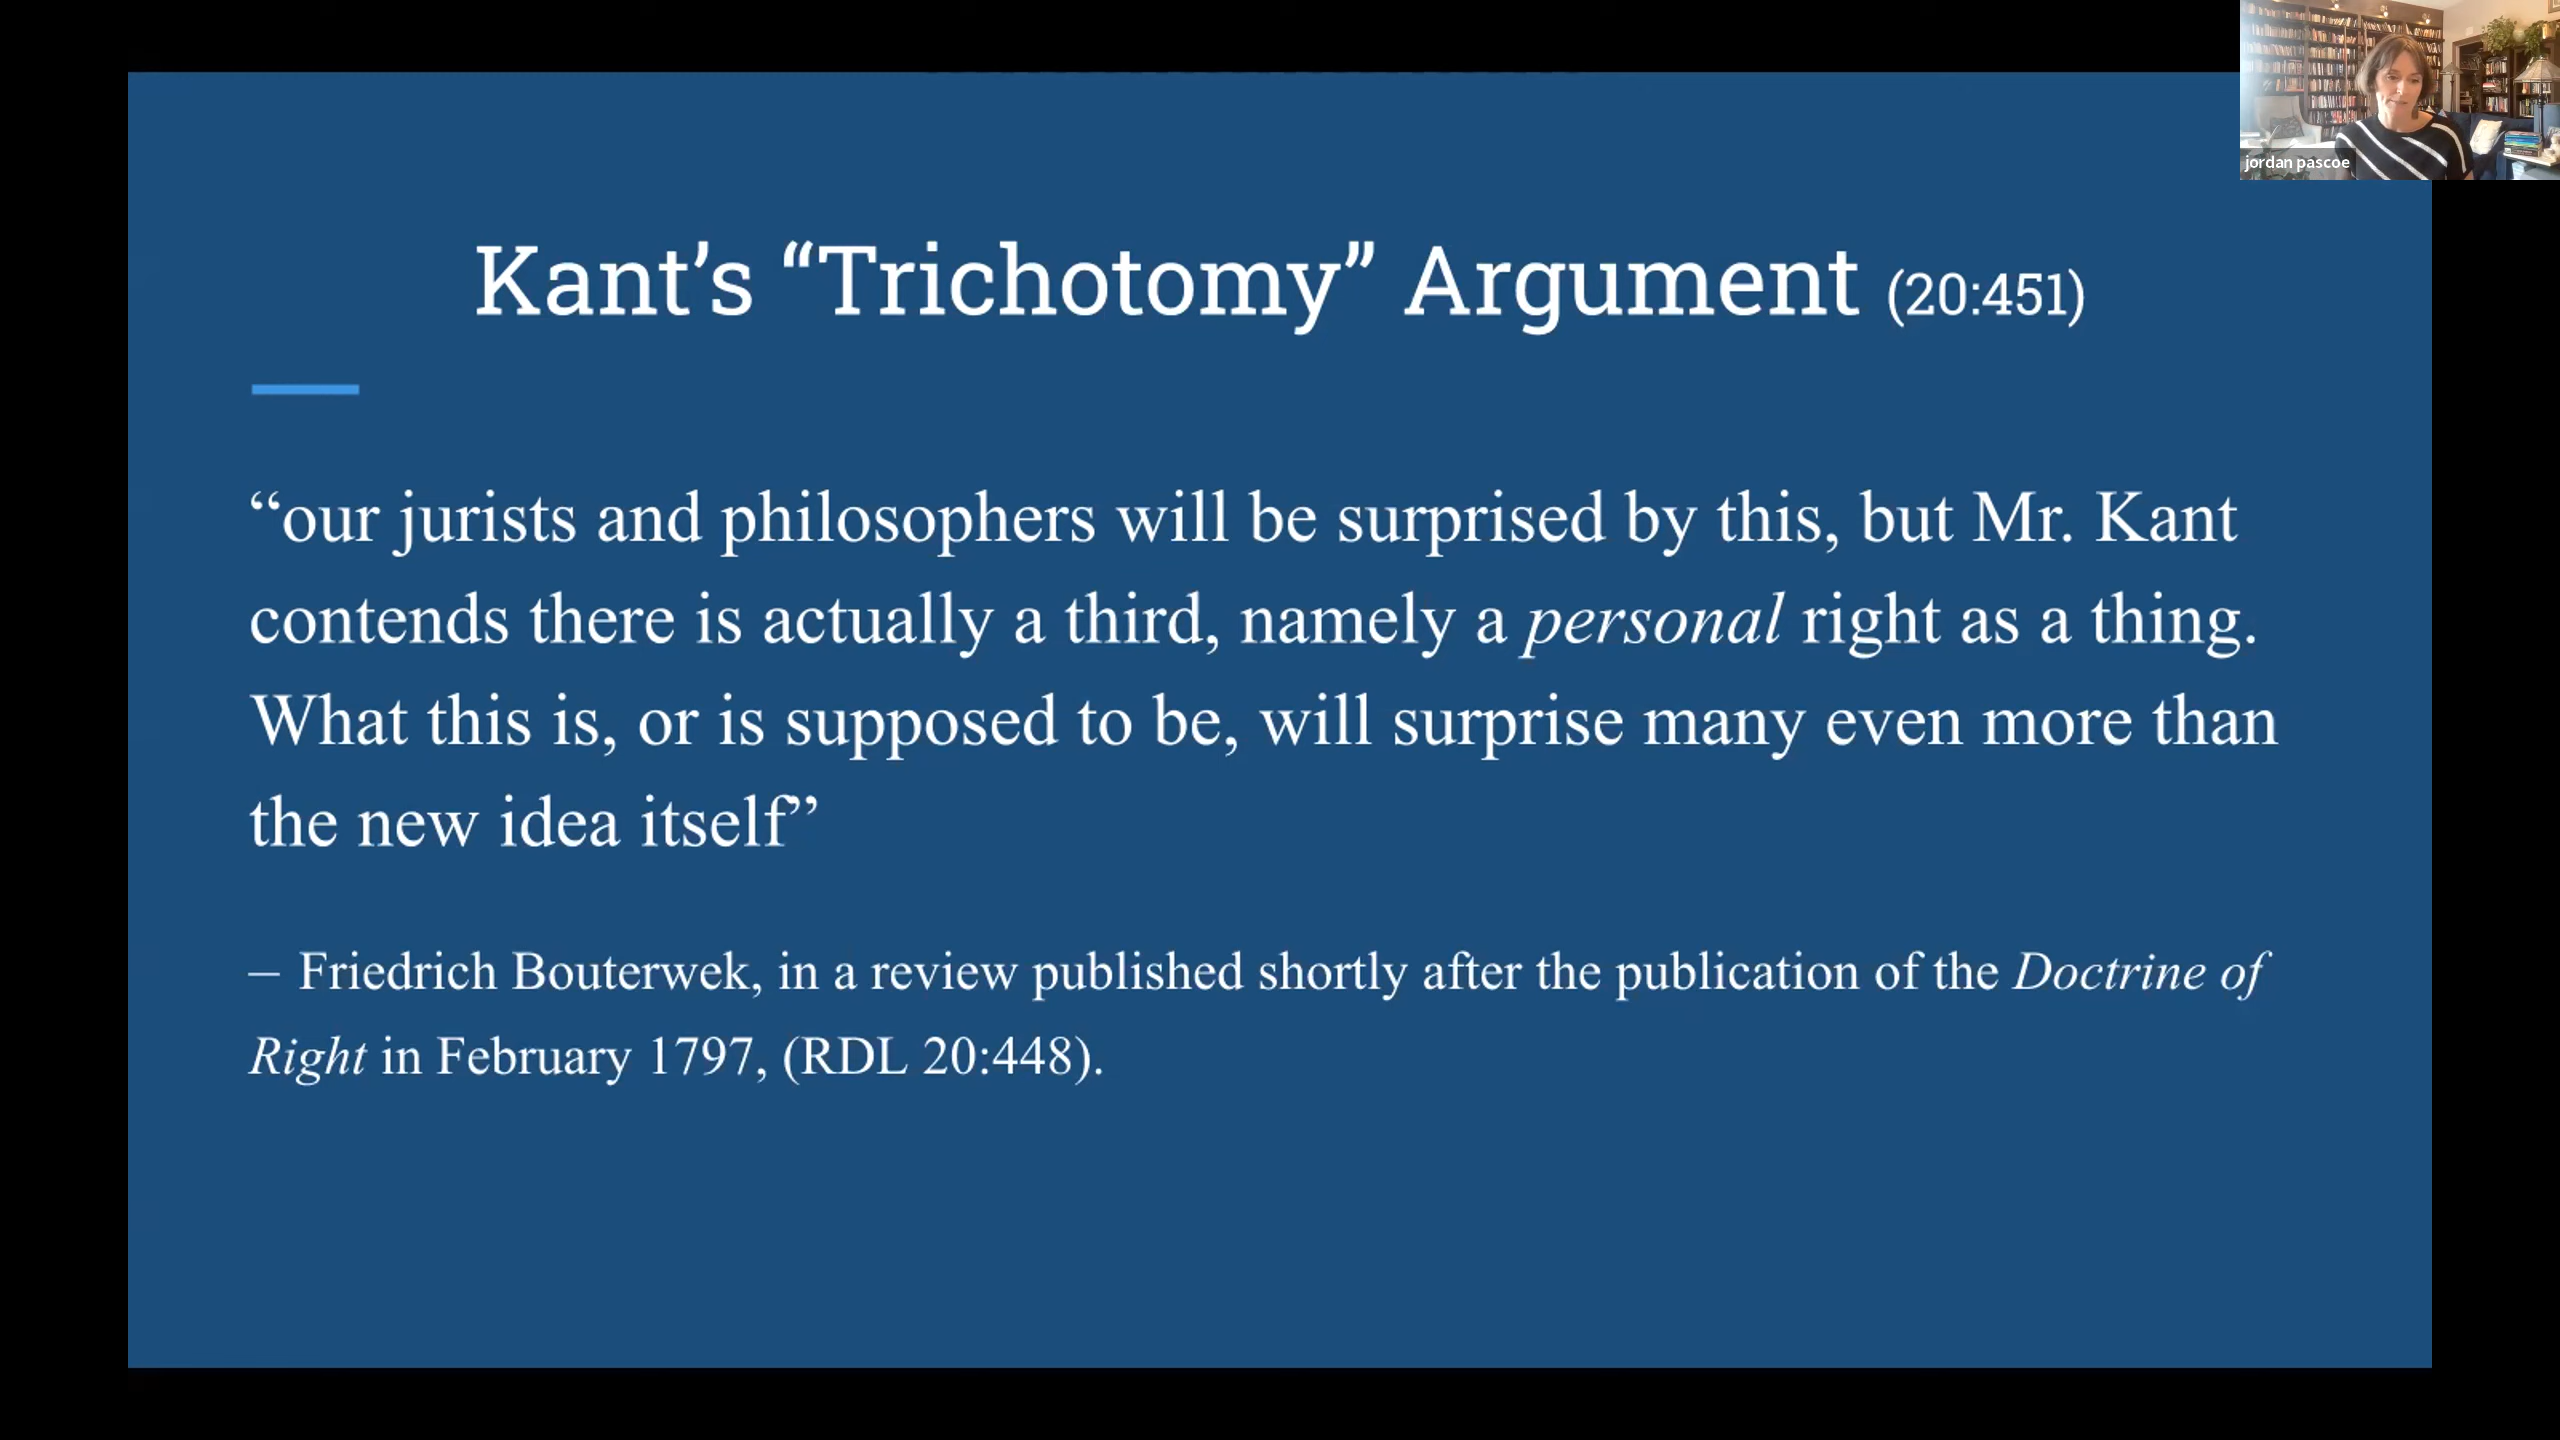 jordan pascoe
Kant’s “Trichotomy” Argument (20:451)
“our jurists and philosophers will be surprised by this, but Mr. Kant
contends there is actually a third, namely a personal right as a thing.
What this is, or is supposed to be, will surprise many even more than
the new idea itself”
– Friedrich Bouterwek, in a review published shortly after the publication of the Doctrine of
Right in February 1797, (RDL 20:448).